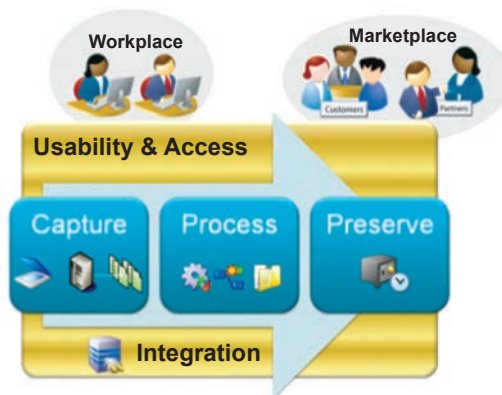 Workplace
Marketplace
Customers
Partners
Usability & Access
Capture
Process
Preserve
Integration